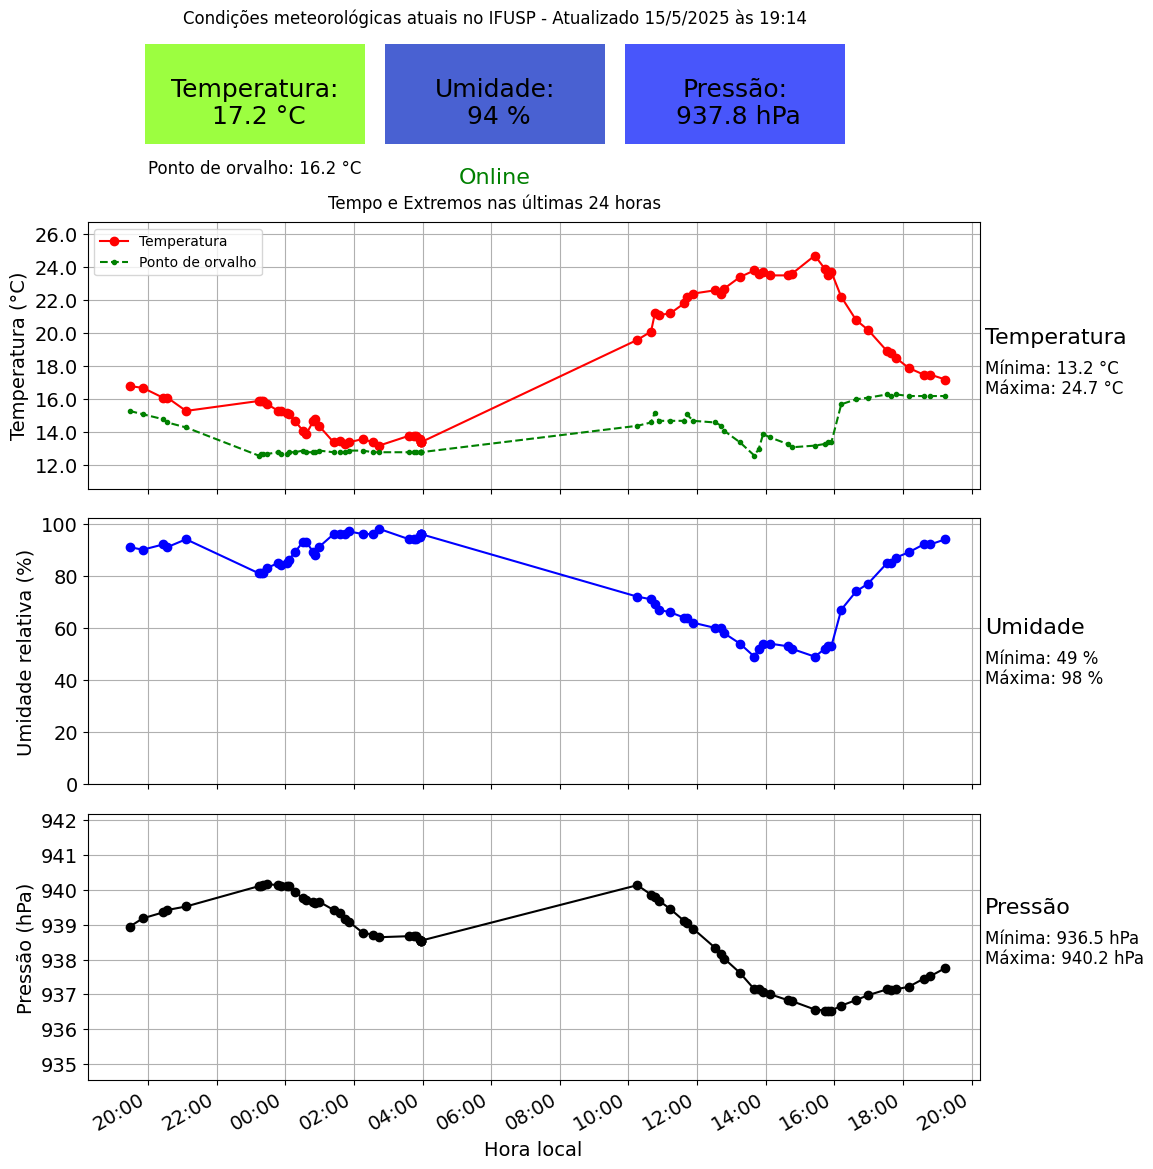 Condições meteorológicas atuais no IFUSP - Atualizado 15/5/2025 às 19:14
Temperatura:
17.2 °C
Umidade:
94 %
Pressão:
937.8 hPa
Ponto de orvalho: 16.2 °C
Online
Tempo e Extremos nas últimas 24 horas
Temperatura (°C)
26.0
24.0
22.0
20.0
18.0
16.0
14.0
12.0
Temperatura
Ponto de orvalho
Temperatura
Mínima: 13.2 °C
Máxima: 24.7 °C
Umidade relativa (%)
100
80
60
40
20
0
Umidade
Mínima: 49 %
Máxima: 98 %
Pressão (hPa)
942
941
940
939
938
937
936
935
Pressão
Mínima: 936.5 hPa
Máxima: 940.2 hPa
20:00 22:00 00:00 02:00 04:00 06:00 08:00 10:00 12:00 14:00 16:00 18:00 20:00
Hora local